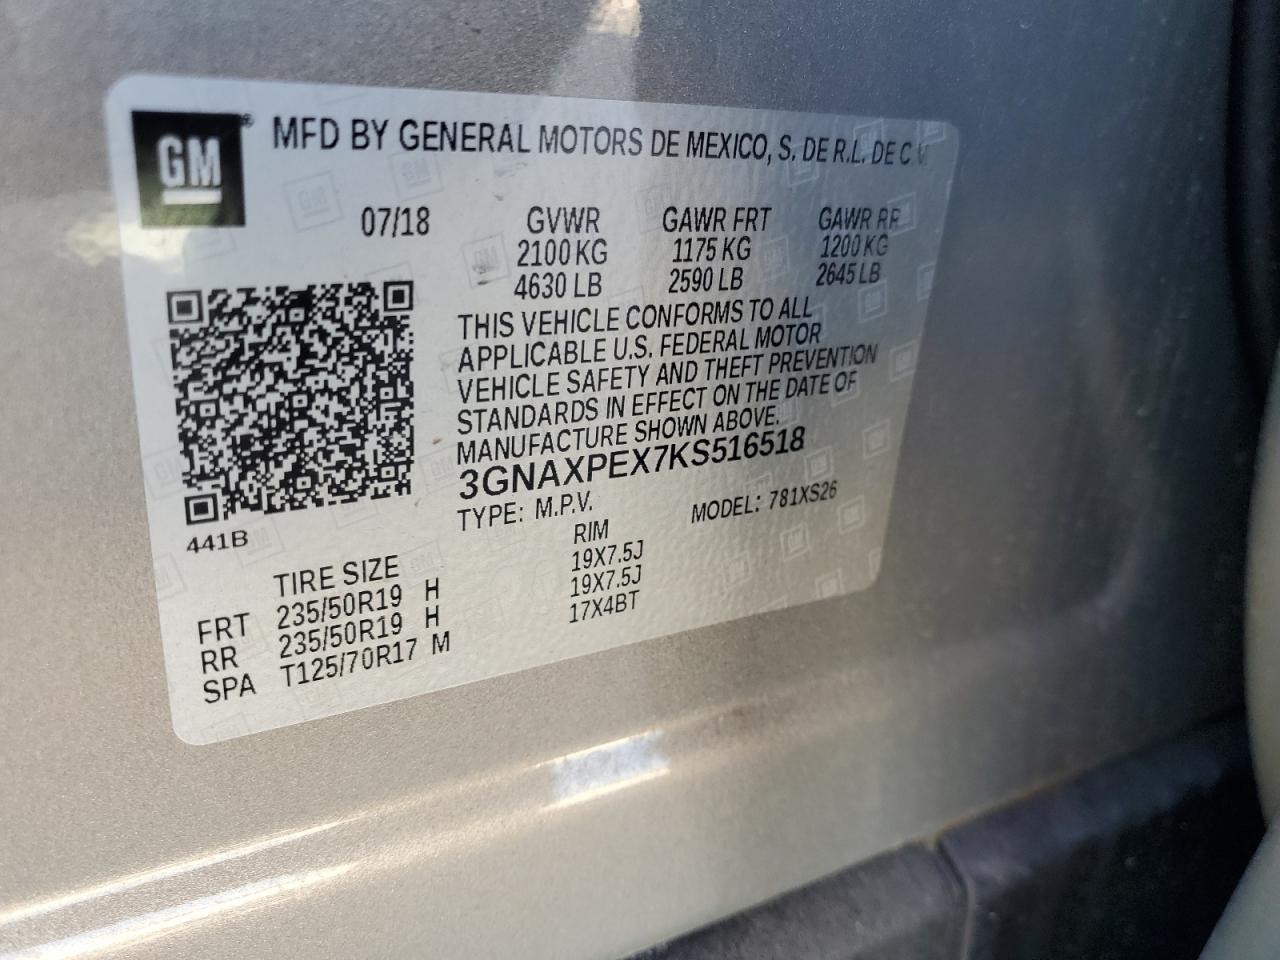 GM ® MFD BY GENERAL MOTORS DE MEXICO, S. DE R.L. DE C.V.
07/18 GVWR GAWR FRT GAWR RR
2100 KG 1175 KG 1200 KG
4630 LB 2590 LB 2645 LB
THIS VEHICLE CONFORMS TO ALL
APPLICABLE U.S. FEDERAL MOTOR
VEHICLE SAFETY AND THEFT PREVENTION
STANDARDS IN EFFECT ON THE DATE OF
MANUFACTURE SHOWN ABOVE.
3GNAXPEX7KS516518
TYPE: M.P.V. MODEL: 781XS26
441B
TIRE SIZE RIM
FRT 235/50R19 H 19X7.5J
RR 235/50R19 H 19X7.5J
SPA T125/70R17 M 17X4BT